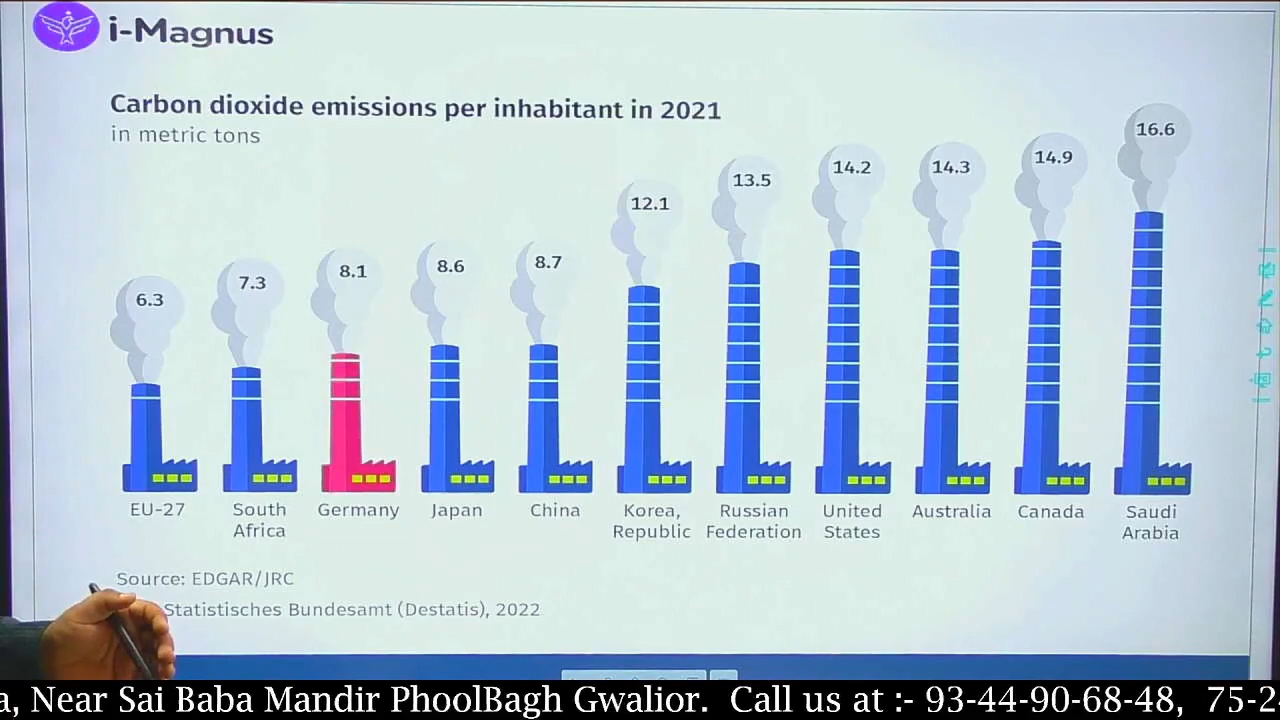 i-Magnus
Carbon dioxide emissions per inhabitant in 2021
in metric tons
6.3
7.3
8.1
8.6
8.7
12.1
13.5
14.2
14.3
14.9
16.6
EU-27
South
Africa
Germany
Japan
China
Korea,
Republic
Russian
Federation
United
States
Australia
Canada
Saudi
Arabia
Source: EDGAR/JRC
Statistisches Bundesamt (Destatis), 2022
a, Near Sai Baba Mandir PhoolBagh Gwalior. Call us at :- 93-44-90-68-48, 75-2